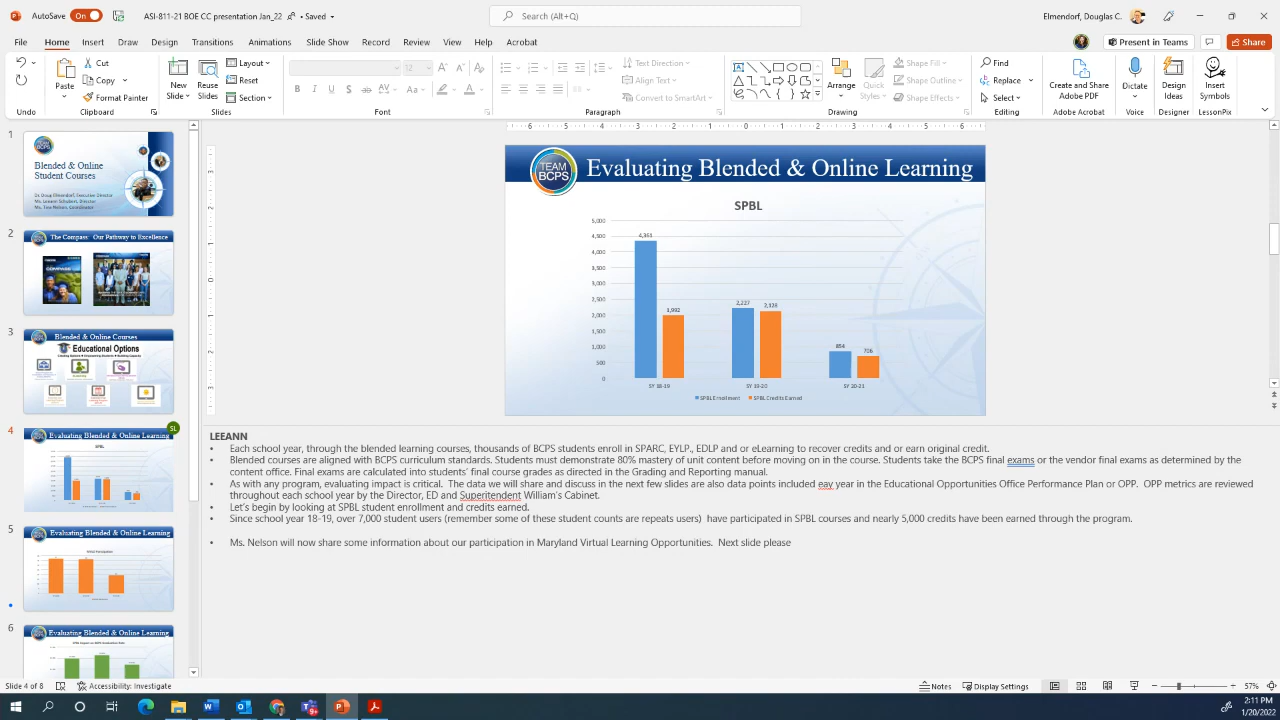 AutoSave On ASI-811-21 BOE CC presentation Jan_22 • Saved Search (Alt+Q) Elmendorf, Douglas C.
File Home Insert Draw Design Transitions Animations Slide Show Record Review View Help Acrobat Present in Teams Share
Paste Cut Copy Format Painter New Slide Reuse Slides Layout Reset Section 12 Text Direction Align Text Convert to SmartArt Arrange Quick Styles Shape Fill Shape Outline Shape Effects Find Replace Select Create and Share Adobe PDF Dictate Design Ideas Insert Symbols
Undo Clipboard Slides Font Paragraph Drawing Editing Adobe Acrobat Voice Designer LessonPix
1
Blended & Online
Student Courses
2
The Compass: Our Pathway to Excellence
3
Blended & Online Courses
Educational Options
4
Evaluating Blended & Online Learning
SL
5
Evaluating Blended & Online Learning
6
Evaluating Blended & Online Learning
TEAM
BCPS
Evaluating Blended & Online Learning
SPBL
5,000
4,500
4,000
3,500
3,000
2,500
2,000
1,500
1,000
500
0
4,351 1,992 2,227 2,126 854 706
SY 18-19 SY 19-20 SY 20-21
SPBL Enrollment SPBL Credits Earned
LEEANN
• Each school year, through the blended learning courses, thousands of BCPS students enroll in SPARC, EYLP., EDLP and or eLearning to recover credits and or earn original credit.
• Blended courses are aligned with BCPS curriculum standards. Students must demonstrate 80% mastery of unit content before moving on in the course. Students take the BCPS final exams or the vendor final exams as determined by the
content office. Final exams are calculated into students' final course grades as directed in the Grading and Reporting manual.
• As with any program, evaluating impact is critical. The data we will share and discuss in the next few slides are also data points included eay year in the Educational Opportunities Office Performance Plan or OPP. OPP metrics are reviewed
throughout each school year by the Director, ED and Superitendent William's Cabinet.
• Let's begin by looking at SPBL student enrollment and credits earned.
• Since school year 18-19, over 7,000 student users (remember some of these student counts are repeats users) have participated in SPBL courses and nearly 5,000 credits have been earned through the program.
• Ms. Nelson will now share some information about our participation in Maryland Virtual Learning Opportunities. Next slide please
Slide 4 of 8 Accessibility: Investigate Notes Display Settings 57%
2:11 PM
1/20/2022